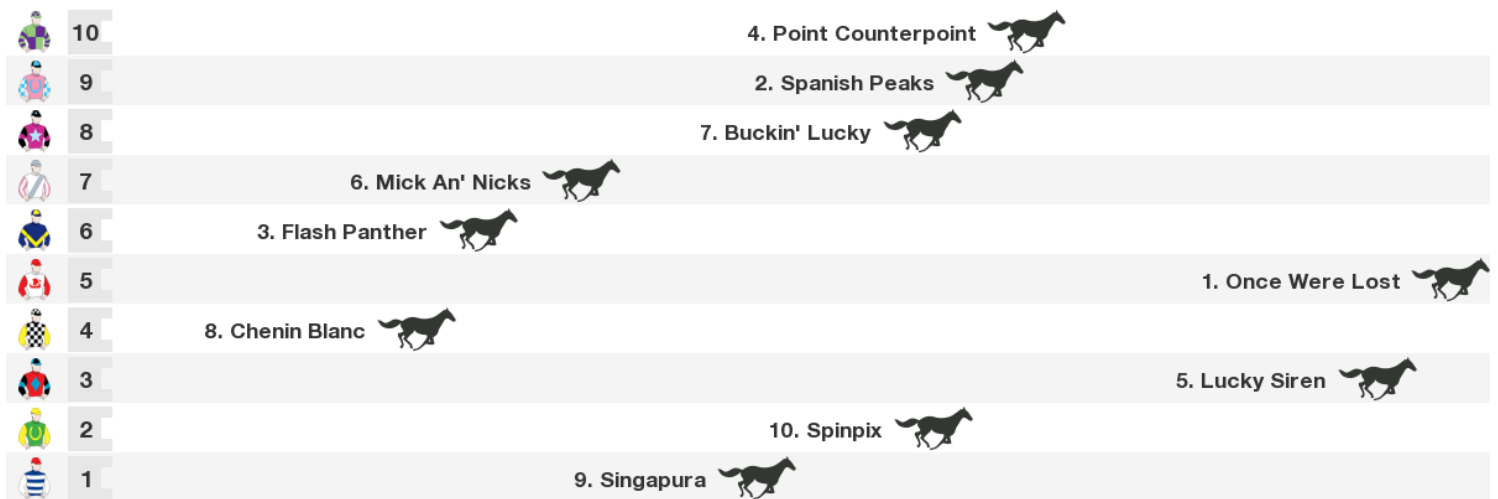 10 4. Point Counterpoint
9 2. Spanish Peaks
8 7. Buckin' Lucky
7 6. Mick An' Nicks
6 3. Flash Panther
5 1. Once Were Lost
4 8. Chenin Blanc
3 5. Lucky Siren
2 10. Spinpix
1 9. Singapura